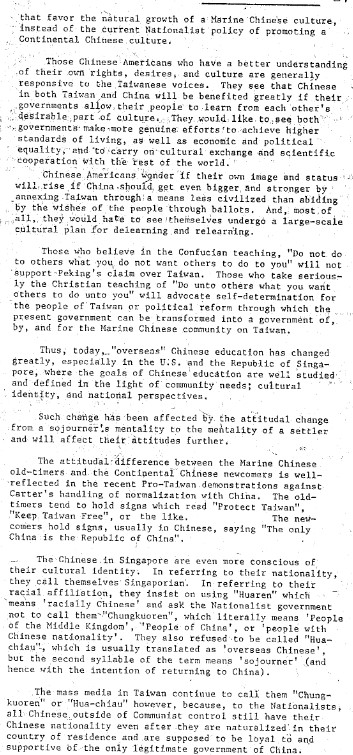 that favor the natural growth of a Marine Chinese culture,
instead of the current Nationalist policy of promoting a
Continental Chinese culture.
Those Chinese Americans who have a better understanding
of their own rights, desires, and culture are generally
responsive to the Taiwanese voices. They see that Chinese
in both Taiwan and China will be benefited greatly if their
governments allow their people to learn from each other's
desirable part of culture. They would like to see both
governments make more genuine efforts to achieve higher
standards of living, as well as economic and political
equality, and to carry on cultural exchange and scientific
cooperation with the rest of the world.
Chinese Americans wonder if their own image and status
will rise if China should get even bigger and stronger by
annexing Taiwan through a means less civilized than abiding
by the wishes of the people through ballots. And, most of
all, they would hate to see themselves undergo a large-scale
cultural plan for delearning and relearning.
Those who believe in the Confucian teaching, "Do not do
to others what you do not want others to do to you" will not
support Peking's claim over Taiwan. Those who take serious-
ly the Christian teaching of "Do unto others what you want
others to do unto you" will advocate self-determination for
the people of Taiwan or political reform through which the
present government can be transformed into a government of,
by, and for the Marine Chinese community on Taiwan.
Thus, today, "overseas" Chinese education has changed
greatly, especially in the U.S. and the Republic of Singa-
pore, where the goals of Chinese education are well studied
and defined in the light of community needs, cultural
identity, and national perspectives.
Such change has been affected by the attitudal change
from a sojourner's mentality to the mentality of a settler
and will affect their attitudes further.
The attitudal difference between the Marine Chinese
old-timers and the Contipental Chinese newcomers is well-
reflected in the recent Pro-Taiwan demonstrations against
Carter's handling of normalization with China. The old-
timers tend to hold signs which read "Protect Taiwan",
"Keep Taiwan Free", or the like. The new-
comers hold signs, usually in Chinese, saying "The only
China is the Republic of China".
The Chinese in Singapore are even more conscious of
their cultural identity. In referring to their nationality,
they call themselves Singaporian. In referring to their
racial affiliation, they insist on using "Huaren" which
means 'racially Chinese' and ask the Nationalist government
not to call them "Chungkuoren", which literally means 'People
of the Middle Kingdom', 'People of China', or 'people with
Chinese nationality'. They also refused to be called "Hua-
chiau", which is usually translated as 'overseas Chinese',
but the second syllable of the term means 'sojourner' (and
hence with the intention of returning to China).
The mass media in Taiwan continue to call them "Chung-
kuoren" or "Hua-chiau" however, because, to the Nationalists,
all Chinese outside of Communist control still have their
Chinese nationality even after they are naturalized in their
country of residence and are supposed to be loyal to and
supportive of the only legitimate government of China.